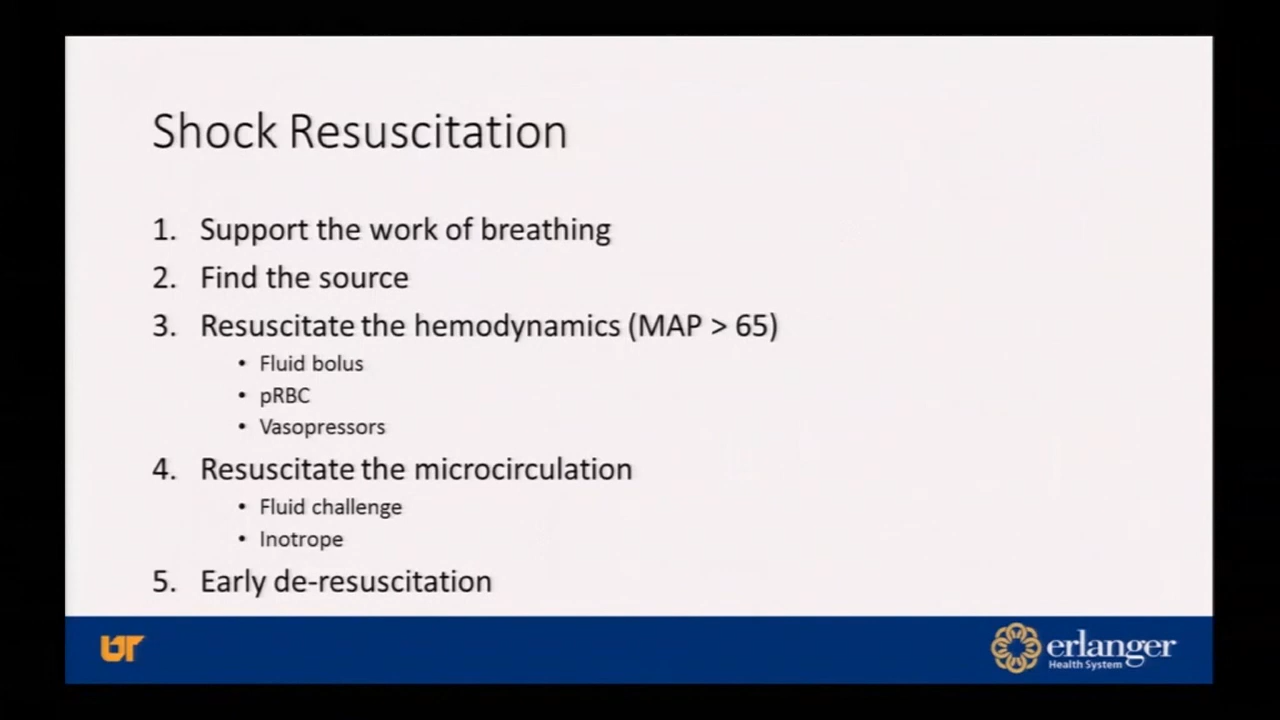 Shock Resuscitation
1. Support the work of breathing
2. Find the source
3. Resuscitate the hemodynamics (MAP > 65)
• Fluid bolus
• pRBC
• Vasopressors
4. Resuscitate the microcirculation
• Fluid challenge
• Inotrope
5. Early de-resuscitation
UT
erlanger
Health System